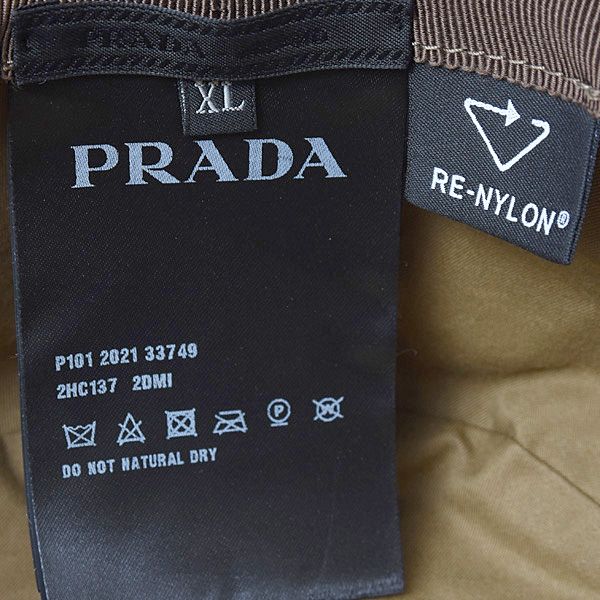 PRADA
XL
PRADA
RE-NYLON®
P101 2021 33749
2HC137 2DMI
P W
DO NOT NATURAL DRY